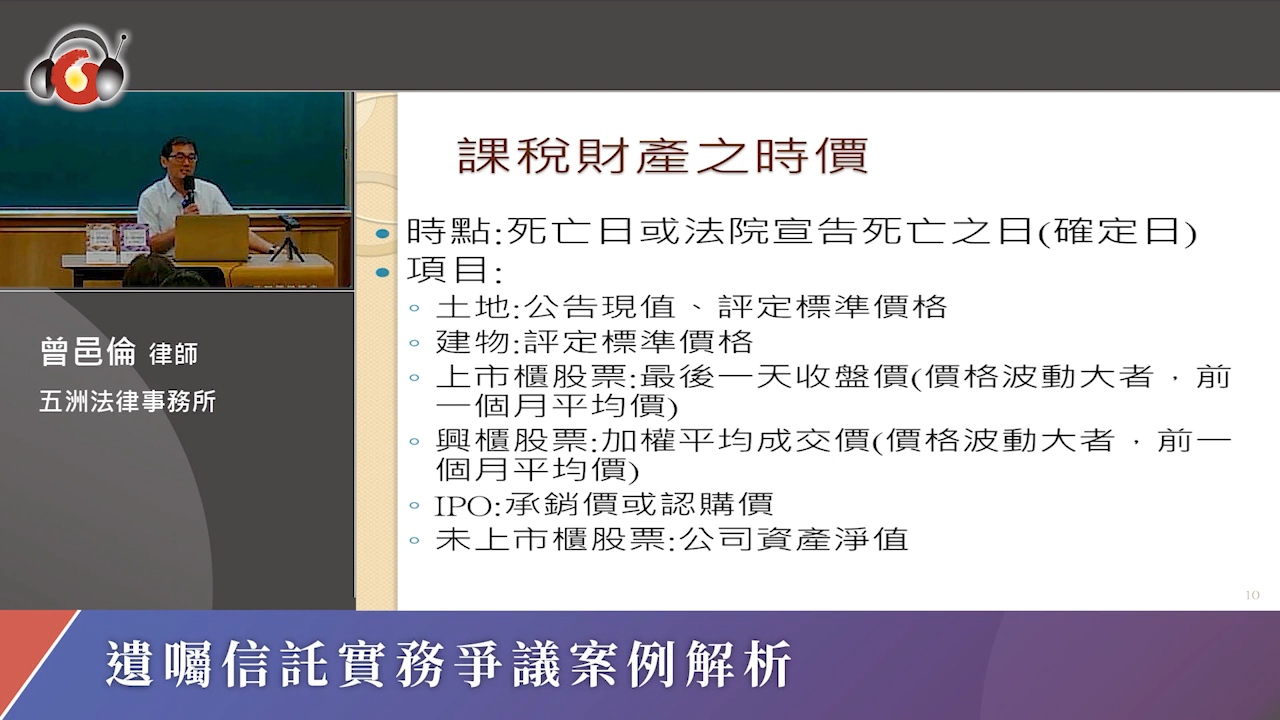 課稅財產之時價
時點:死亡日或法院宣告死亡之日(確定日)
項目:
土地:公告現值、評定標準價格
建物:評定標準價格
上市櫃股票:最後一天收盤價(價格波動大者，前
一個月平均價)
興櫃股票:加權平均成交價(價格波動大者，前一
個月平均價)
IPO:承銷價或認購價
未上市櫃股票:公司資產淨值
10
曾邑倫 律師
五洲法律事務所
遺囑信託實務爭議案例解析